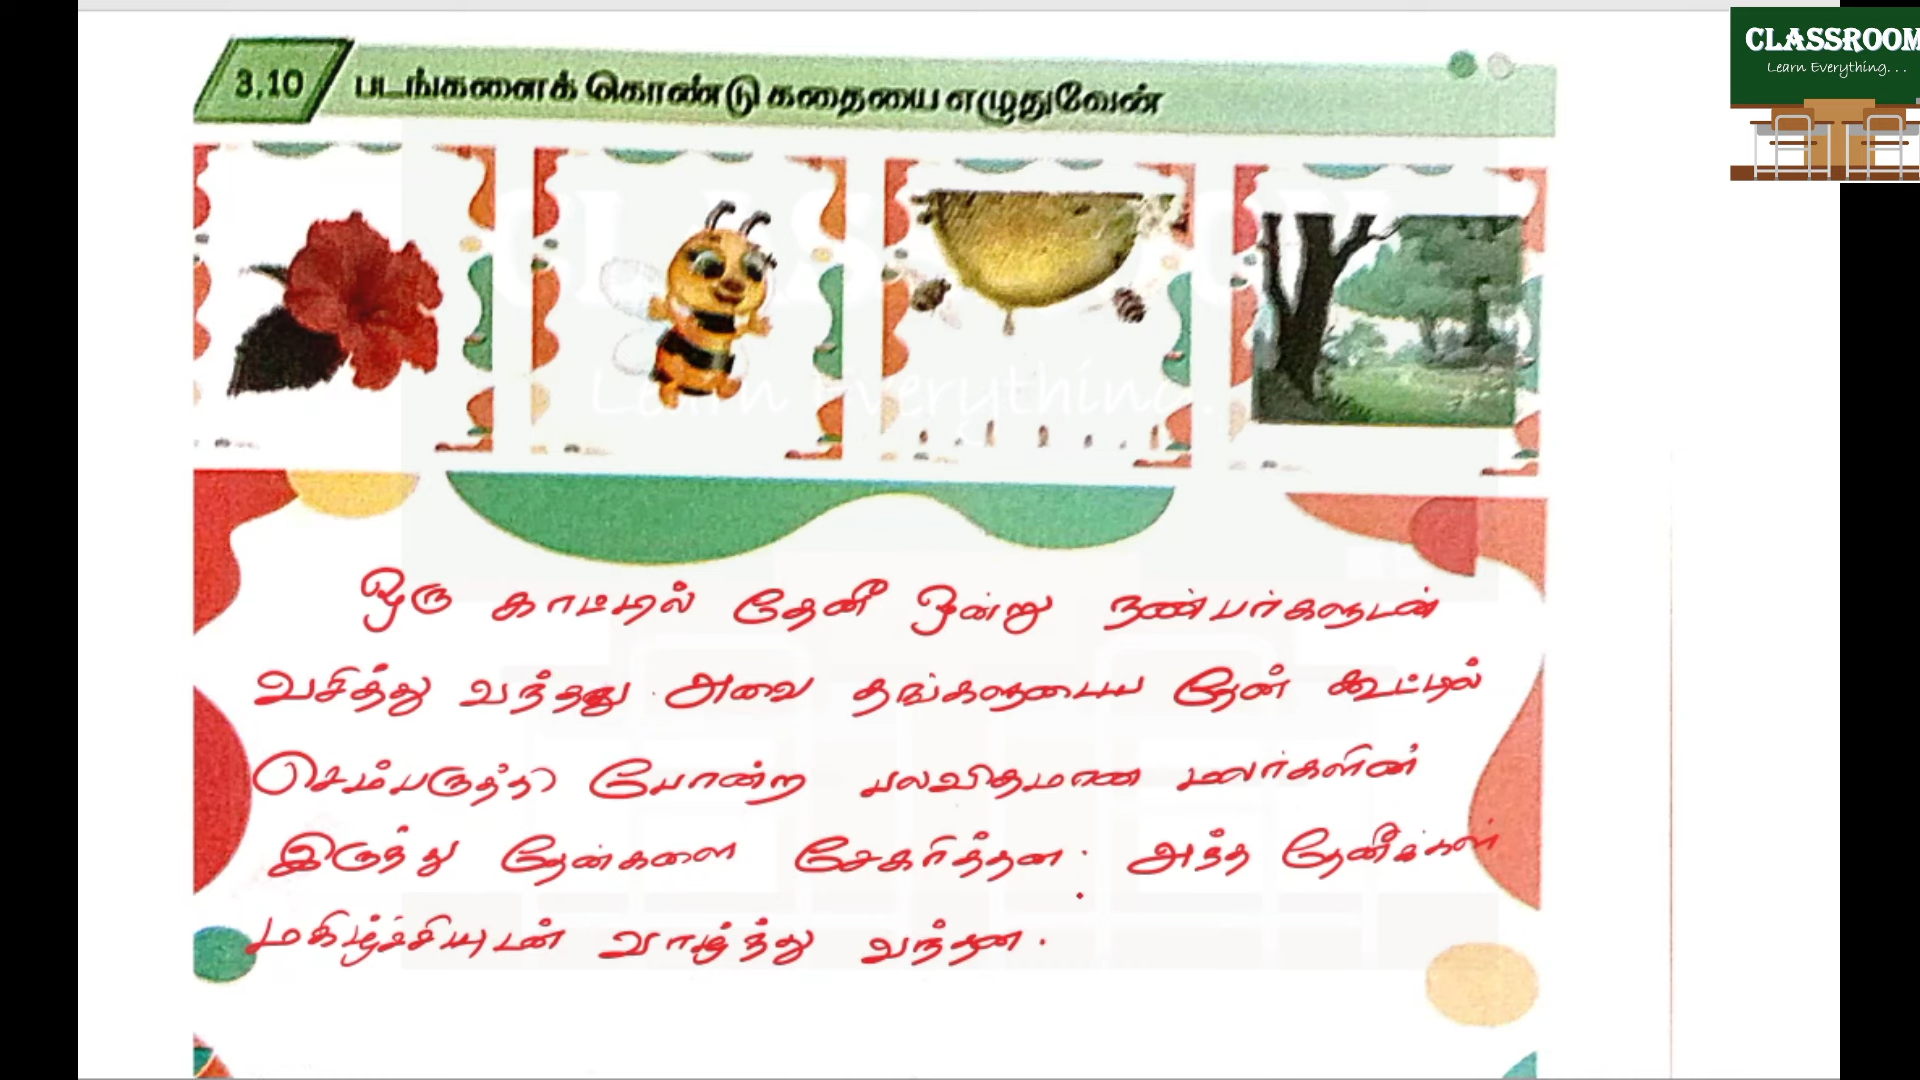 CLASSROOM
Learn Everything. . .
3.10 படங்களைக் கொண்டு கதையை எழுதுவேன்
ஒரு காட்டில் தேனீ ஒன்று நண்பர்களுடன்
வசித்து வந்தது. அவை தங்களுடைய தேன் கூட்டில்
செம்பருத்தி போன்ற பலவிதமான மலர்களின்
இருந்து தேன்களை சேகரித்தன. அந்த தேனீக்கள்
மகிழ்ச்சியுடன் வாழ்ந்து வந்தன.